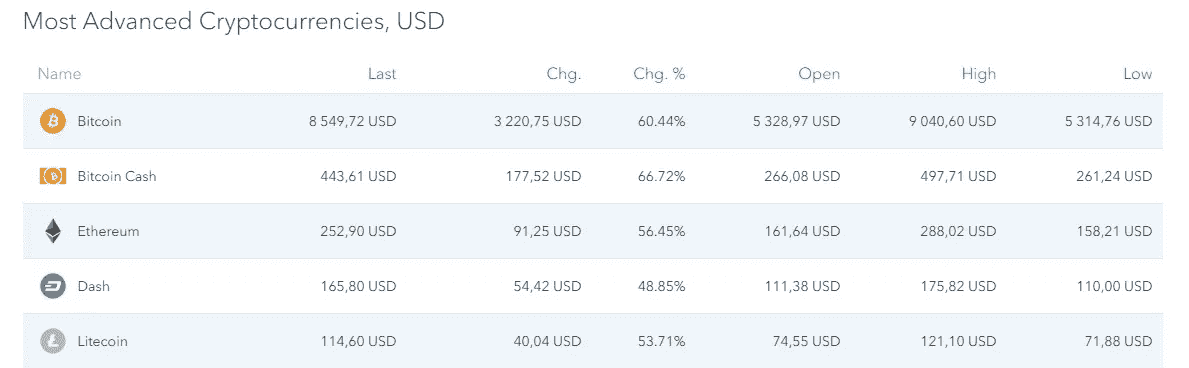 Most Advanced Cryptocurrencies, USD
Name Last Chg. Chg. % Open High Low
Bitcoin 8 549,72 USD 3 220,75 USD 60.44% 5 328,97 USD 9 040,60 USD 5 314,76 USD
Bitcoin Cash 443,61 USD 177,52 USD 66.72% 266,08 USD 497,71 USD 261,24 USD
Ethereum 252,90 USD 91,25 USD 56.45% 161,64 USD 288,02 USD 158,21 USD
Dash 165,80 USD 54,42 USD 48.85% 111,38 USD 175,82 USD 110,00 USD
Litecoin 114,60 USD 40,04 USD 53.71% 74,55 USD 121,10 USD 71,88 USD